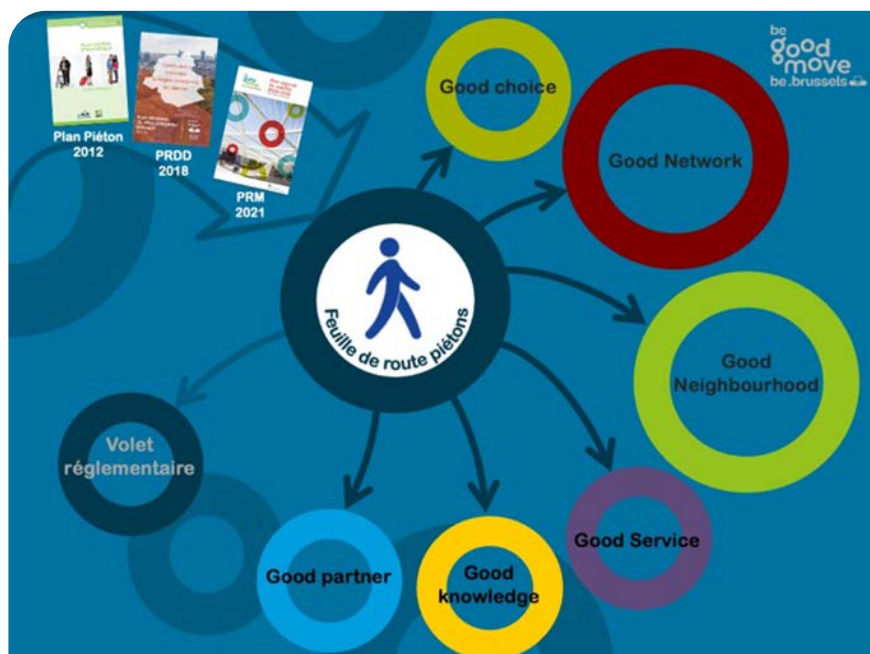 Plan Piéton
2012
PRDD
2018
PRM
2021
be
good
move
be.brussels
Good choice
Good Network
Feuille de route piétons
Good
Neighbourhood
Volet
réglementaire
Good Service
Good partner
Good
knowledge